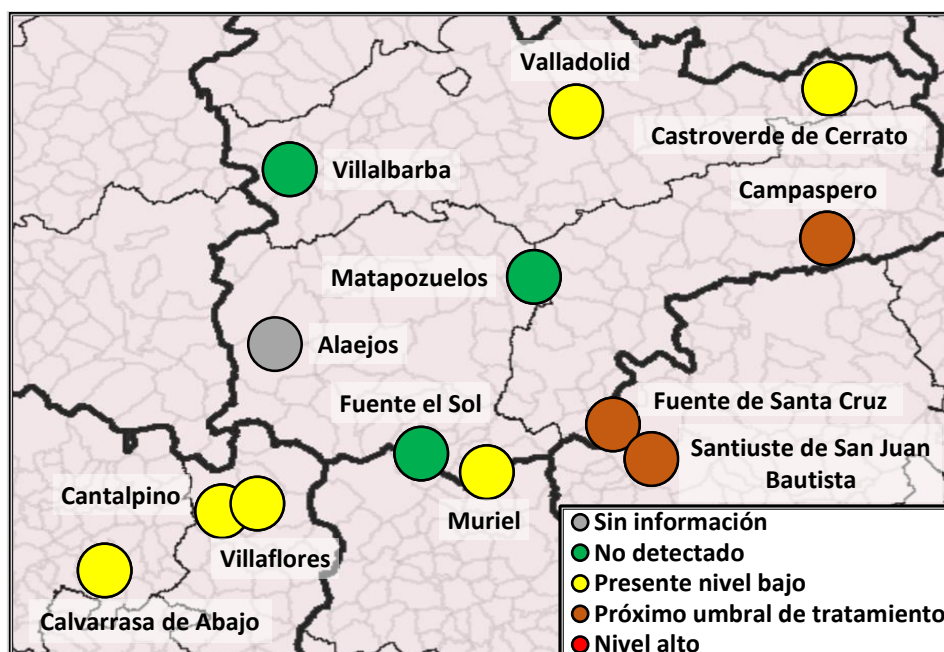 Valladolid
Castroverde de Cerrato
Villalbarba
Campaspero
Matapozuelos
Alaejos
Fuente el Sol
Fuente de Santa Cruz
Santiuste de San Juan
Bautista
Cantalpino
Muriel
Villaflores
Calvarrasa de Abajo
Sin información
No detectado
Presente nivel bajo
Próximo umbral de tratamiento
Nivel alto